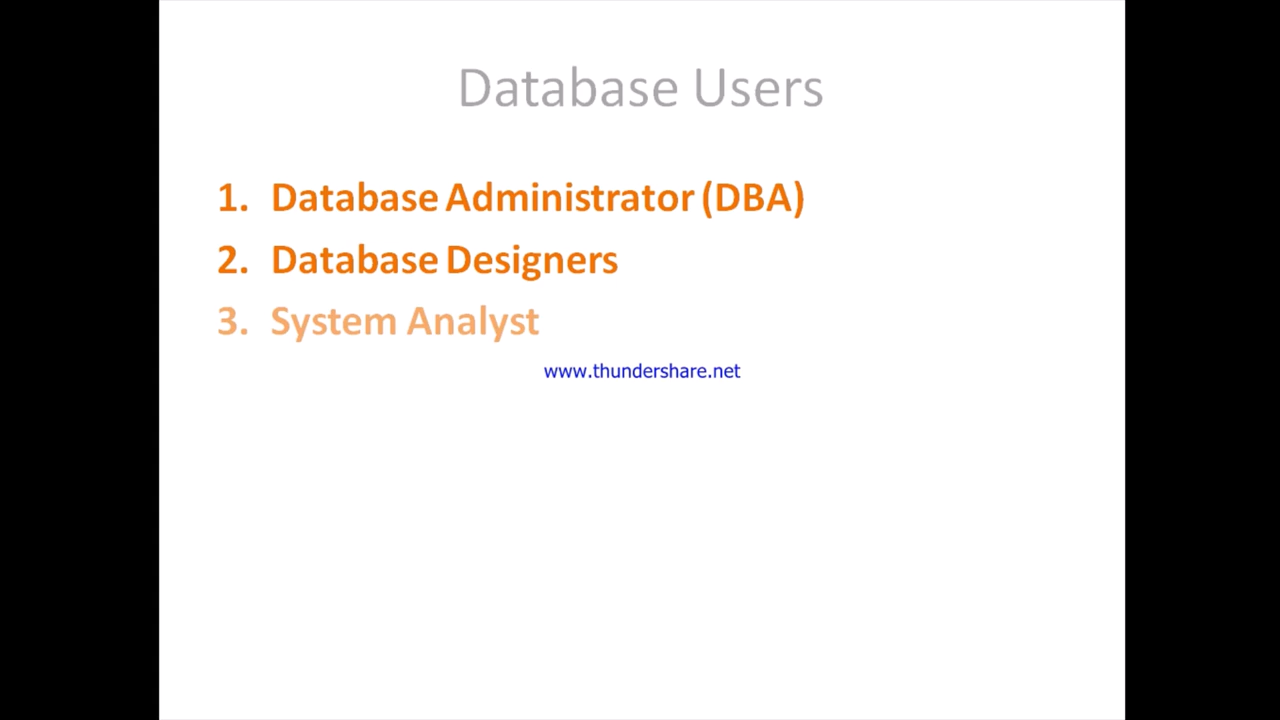 Database Users
1. Database Administrator (DBA)
2. Database Designers
3. System Analyst
www.thundershare.net